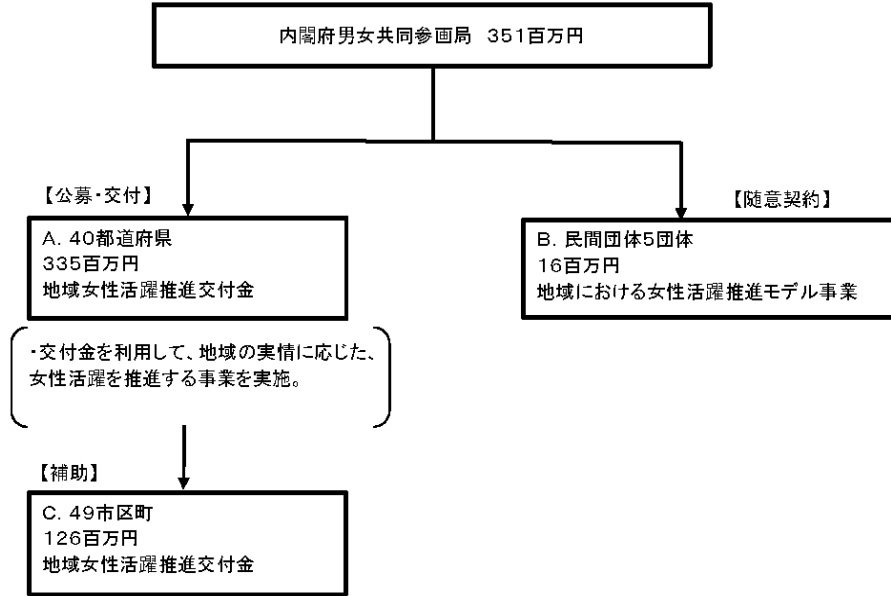 内閣府男女共同参画局　351百万円
【公募・交付】
【随意契約】
A. 40都道府県
335百万円
地域女性活躍推進交付金
B. 民間団体5団体
16百万円
地域における女性活躍推進モデル事業
・交付金を利用して、地域の実情に応じた、
女性活躍を推進する事業を実施。
【補助】
C. 49市区町
126百万円
地域女性活躍推進交付金